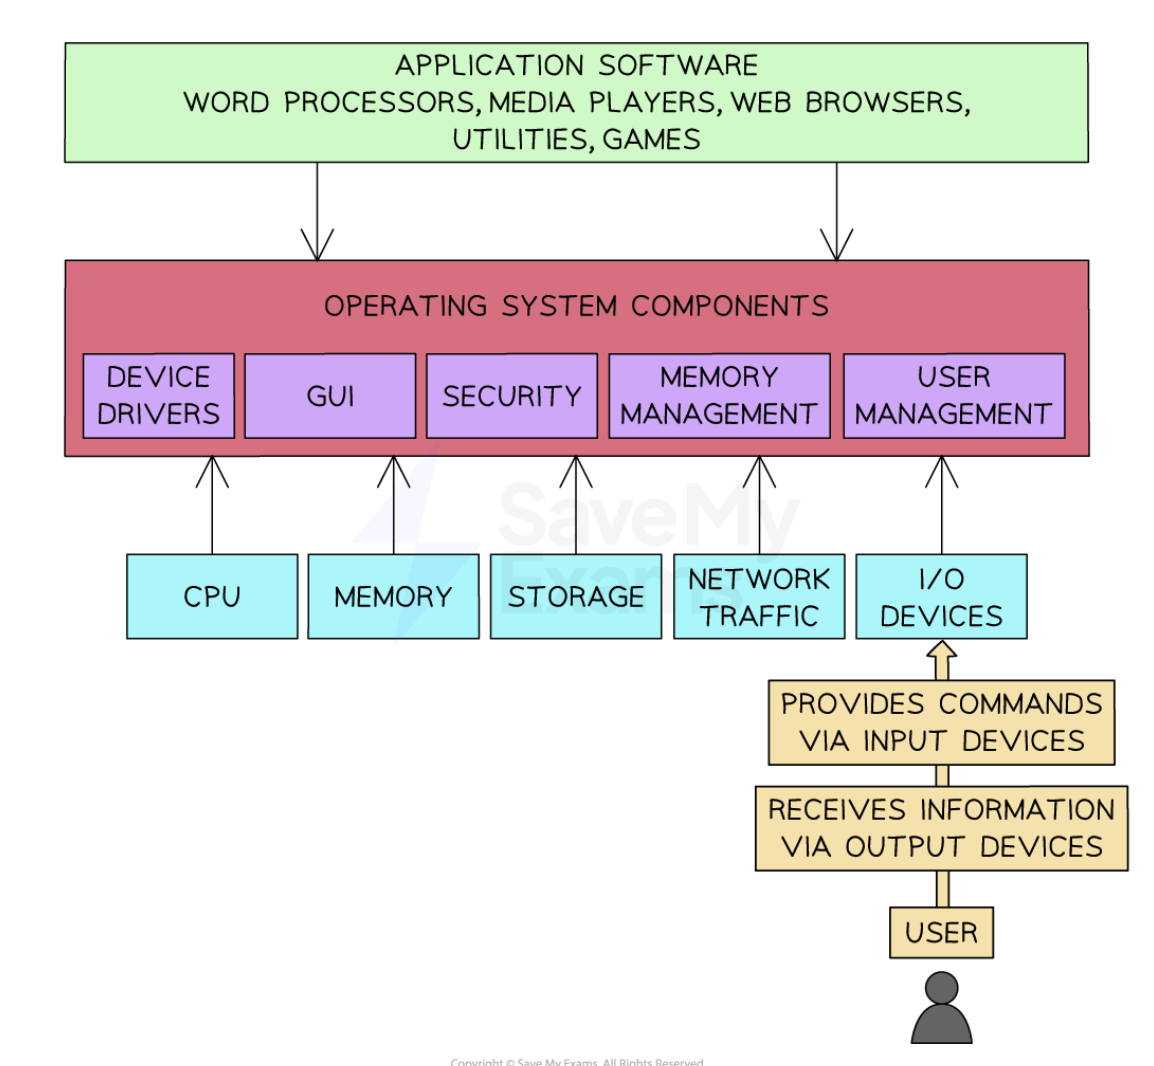 APPLICATION SOFTWARE
WORD PROCESSORS, MEDIA PLAYERS, WEB BROWSERS,
UTILITIES, GAMES
OPERATING SYSTEM COMPONENTS
DEVICE
DRIVERS
GUI
SECURITY
MEMORY
MANAGEMENT
USER
MANAGEMENT
SaveMy
Exams
CPU
MEMORY
STORAGE
NETWORK
TRAFFIC
I/O
DEVICES
PROVIDES COMMANDS
VIA INPUT DEVICES
RECEIVES INFORMATION
VIA OUTPUT DEVICES
USER
Copyright © Save My Exams. All Rights Reserved